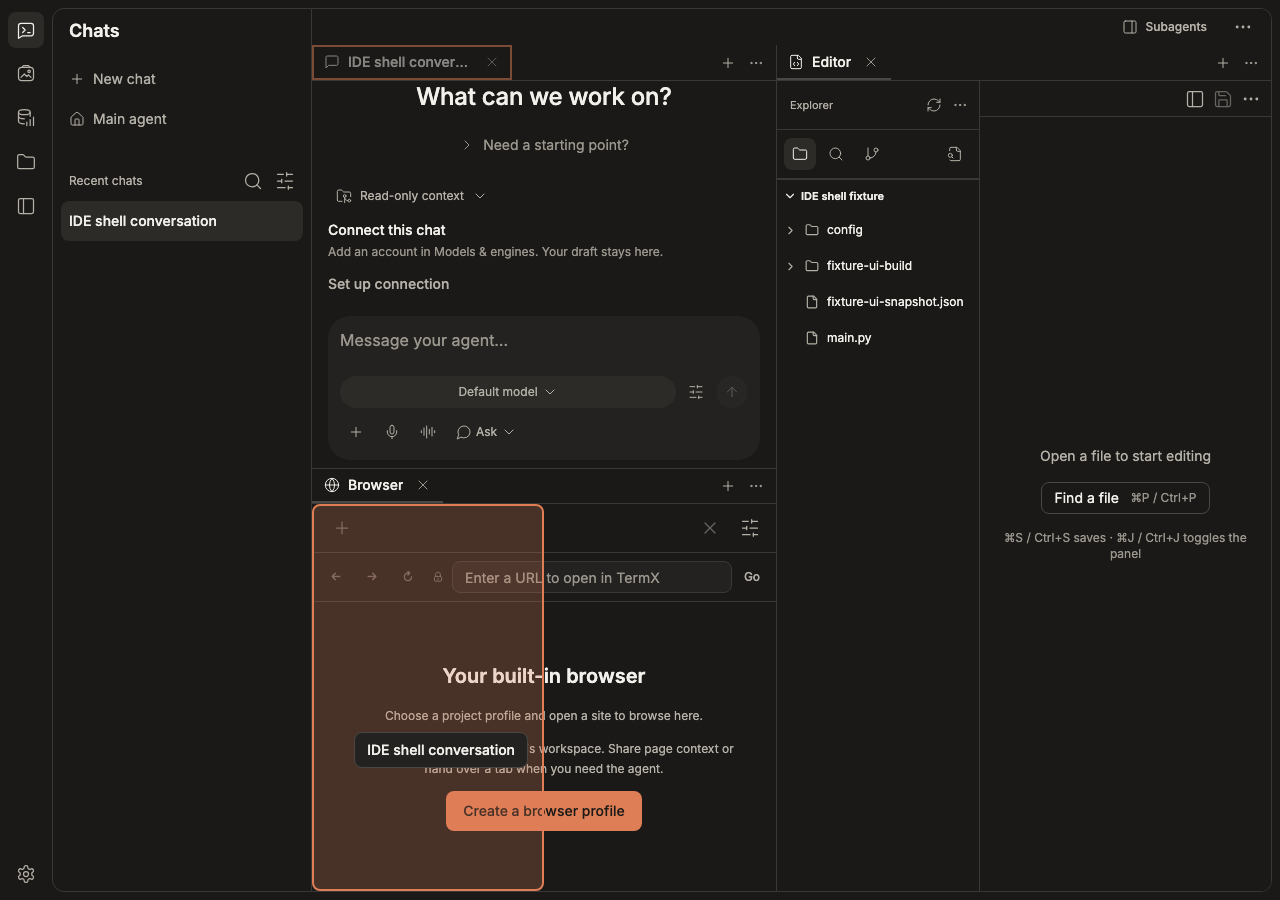 Chats
New chat
Main agent
Recent chats
IDE shell conversation
Subagents
IDE shell conver...
What can we work on?
Need a starting point?
Read-only context
Connect this chat
Add an account in Models & engines. Your draft stays here.
Set up connection
Message your agent...
Default model
Ask
Browser
Enter a URL to open in TermX
Go
Your built-in browser
Choose a project profile and open a site to browse here.
IDE shell conversation
s workspace. Share page context or
hand over a tab when you need the agent.
Create a browser profile
Editor
Explorer
IDE shell fixture
config
fixture-ui-build
fixture-ui-snapshot.json
main.py
Open a file to start editing
Find a file ⌘P / Ctrl+P
⌘S / Ctrl+S saves · ⌘J / Ctrl+J toggles the
panel